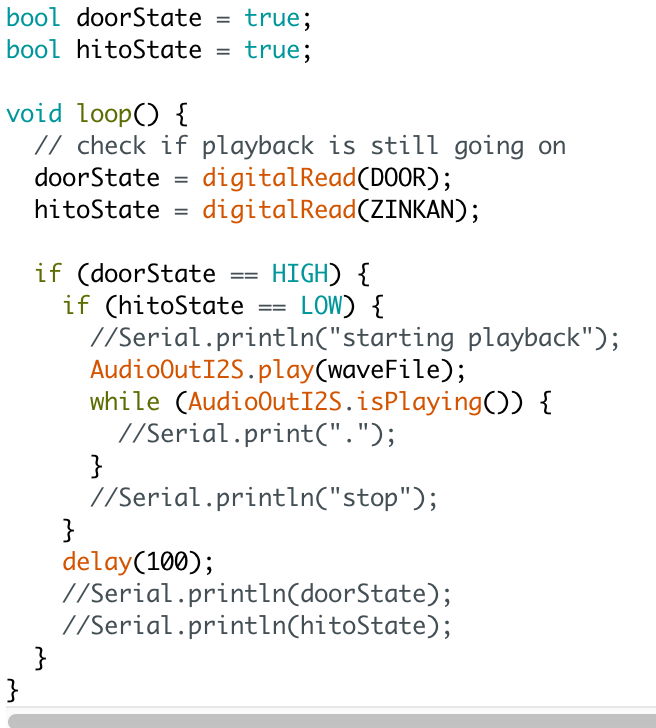 bool doorState = true;
bool hitoState = true;

void loop() {
  // check if playback is still going on
  doorState = digitalRead(DOOR);
  hitoState = digitalRead(ZINKAN);

  if (doorState == HIGH) {
    if (hitoState == LOW) {
      //Serial.println("starting playback");
      AudioOutI2S.play(waveFile);
      while (AudioOutI2S.isPlaying()) {
        //Serial.print(".");
      }
      //Serial.println("stop");
    }
    delay(100);
    //Serial.println(doorState);
    //Serial.println(hitoState);
  }
}